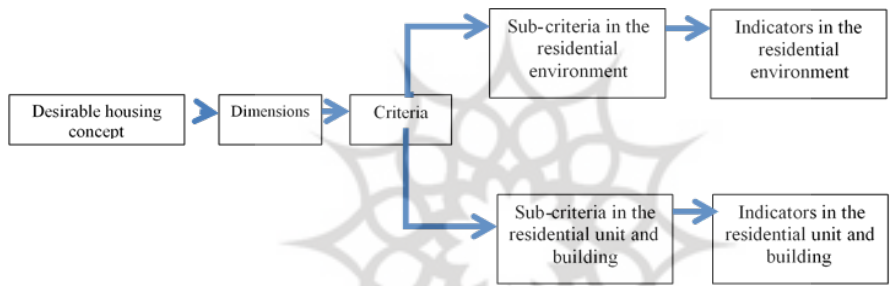 Sub-criteria in the
residential
environment
Indicators in the
residential
environment
Desirable housing
concept
Dimensions
Criteria
Sub-criteria in the
residential unit and
building
Indicators in the
residential unit and
building